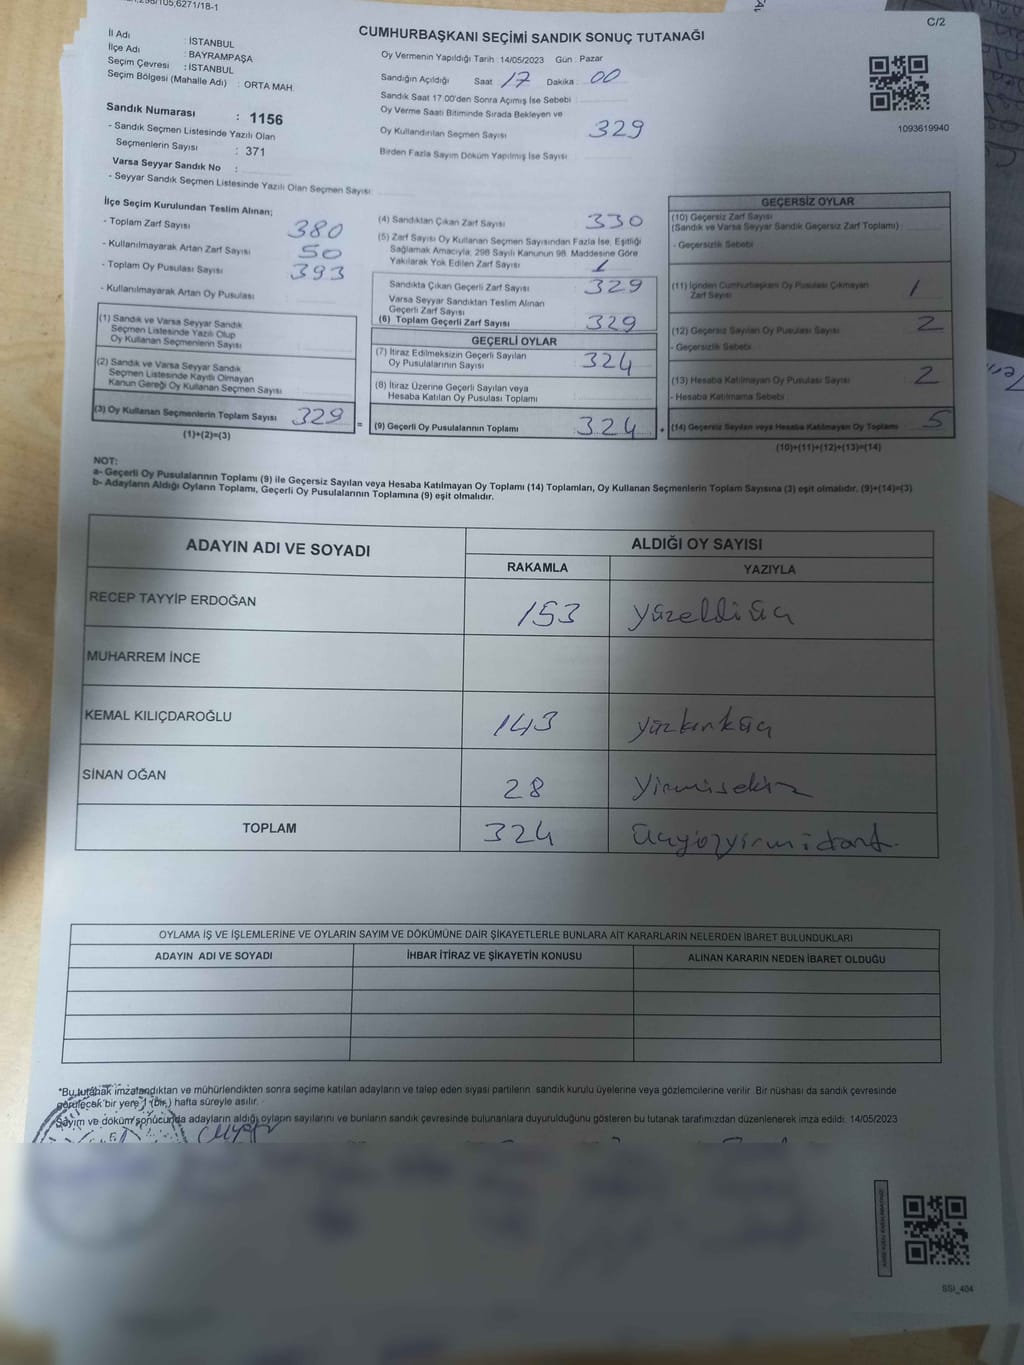 C/2
CUMHURBAŞKANI SEÇİMİ SANDIK SONUÇ TUTANAĞI
İl Adı : İSTANBUL
İlçe Adı : BAYRAMPAŞA
Seçim Çevresi : İSTANBUL
Seçim Bölgesi (Mahalle Adı) : ORTA MAH.
Sandık Numarası : 1156
- Sandık Seçmen Listesinde Yazılı Olan
Seçmenlerin Sayısı : 371
Varsa Seyyar Sandık No :
- Seyyar Sandık Seçmen Listesinde Yazılı Olan Seçmen Sayısı:
Oy Vermenin Yapıldığı Tarih : 14/05/2023 Gün : Pazar
Sandığın Açıldığı Saat 17 Dakika 00
Sandık Saat 17:00'den Sonra Açımış İse Sebebi :
Oy Verme Saati Bitiminde Sırada Bekleyen ve
Oy Kullandırılan Seçmen Sayısı 329
Birden Fazla Sayım Döküm Yapılmış İse Sayısı
1093619940
İlçe Seçim Kurulundan Teslim Alınan;
- Toplam Zarf Sayısı 380
- Kullanılmayarak Artan Zarf Sayısı 50
- Toplam Oy Pusulası Sayısı 393
- Kullanılmayarak Artan Oy Pusulası
(1) Sandık ve Varsa Seyyar Sandık
Seçmen Listesinde Yazılı Olup
Oy Kullanan Seçmenlerin Sayısı
(2) Sandık ve Varsa Seyyar Sandık
Seçmen Listesinde Kayıtlı Olmayan
Kanun Gereği Oy Kullanan Seçmen Sayısı
(3) Oy Kullanan Seçmenlerin Toplam Sayısı 329
(1)+(2)=(3)
(4) Sandıktan Çıkan Zarf Sayısı 330
(5) Zarf Sayısı Oy Kullanan Seçmen Sayısından Fazla İse, Eşitliği
Sağlamak Amacıyla, 298 Sayılı Kanunun 98. Maddesine Göre
Yakılarak Yok Edilen Zarf Sayısı 1
Sandıkta Çıkan Geçerli Zarf Sayısı 329
Varsa Seyyar Sandıktan Teslim Alınan
Geçerli Zarf Sayısı
(6) Toplam Geçerli Zarf Sayısı 329
GEÇERLİ OYLAR
(7) İtiraz Edilmeksizin Geçerli Sayılan
Oy Pusulalarının Sayısı 324
(8) İtiraz Üzerine Geçerli Sayılan veya
Hesaba Katılan Oy Pusulası Toplamı
= (9) Geçerli Oy Pusulalarının Toplamı 324 +
GEÇERSİZ OYLAR
(10) Geçersiz Zarf Sayısı
(Sandık ve Varsa Seyyar Sandık Geçersiz Zarf Toplamı)
- Geçersizlik Sebebi
(11) İçinden Cumhurbaşkanı Oy Pusulası Çıkmayan
Zarf Sayısı 1
(12) Geçersiz Sayılan Oy Pusulası Sayısı 2
- Geçersizlik Sebebi
(13) Hesaba Katılmayan Oy Pusulası Sayısı 2
- Hesaba Katılmama Sebebi
(14) Geçersiz Sayılan veya Hesaba Katılmayan Oy Toplamı 5
(10)+(11)+(12)+(13)=(14)
NOT:
a- Geçerli Oy Pusulalarının Toplamı (9) ile Geçersiz Sayılan veya Hesaba Katılmayan Oy Toplamı (14) Toplamları, Oy Kullanan Seçmenlerin Toplam Sayısına (3) eşit olmalıdır. (9)+(14)=(3)
b- Adayların Aldığı Oyların Toplamı, Geçerli Oy Pusulalarının Toplamına (9) eşit olmalıdır.
ADAYIN ADI VE SOYADI ALDIĞI OY SAYISI
RAKAMLA YAZIYLA
RECEP TAYYİP ERDOĞAN 153 yüzelliüç
MUHARREM İNCE
KEMAL KILIÇDAROĞLU 143 yüzkırküç
SİNAN OĞAN 28 yirmisekiz
TOPLAM 324 üçyüzyirmidört
OYLAMA İŞ VE İŞLEMLERİNE VE OYLARIN SAYIM VE DÖKÜMÜNE DAİR ŞİKAYETLERLE BUNLARA AİT KARARLARIN NELERDEN İBARET BULUNDUKLARI
ADAYIN ADI VE SOYADI İHBAR İTİRAZ VE ŞİKAYETİN KONUSU ALINAN KARARIN NEDEN İBARET OLDUĞU
*Bu tutanak imzalandıktan ve mühürlendikten sonra seçime katılan adayların ve talep eden siyasi partilerin, sandık kurulu üyelerine veya gözlemcilerine verilir. Bir nüshası da sandık çevresinde
görülecek bir yere 1 (bir) hafta süreyle asılır.
Sayım ve döküm sonucunda adayların aldığı oyların sayılarını ve bunların sandık çevresinde bulunanlara duyurulduğunu gösteren bu tutanak tarafımızdan düzenlenerek imza edildi. 14/05/2023
SSI_404